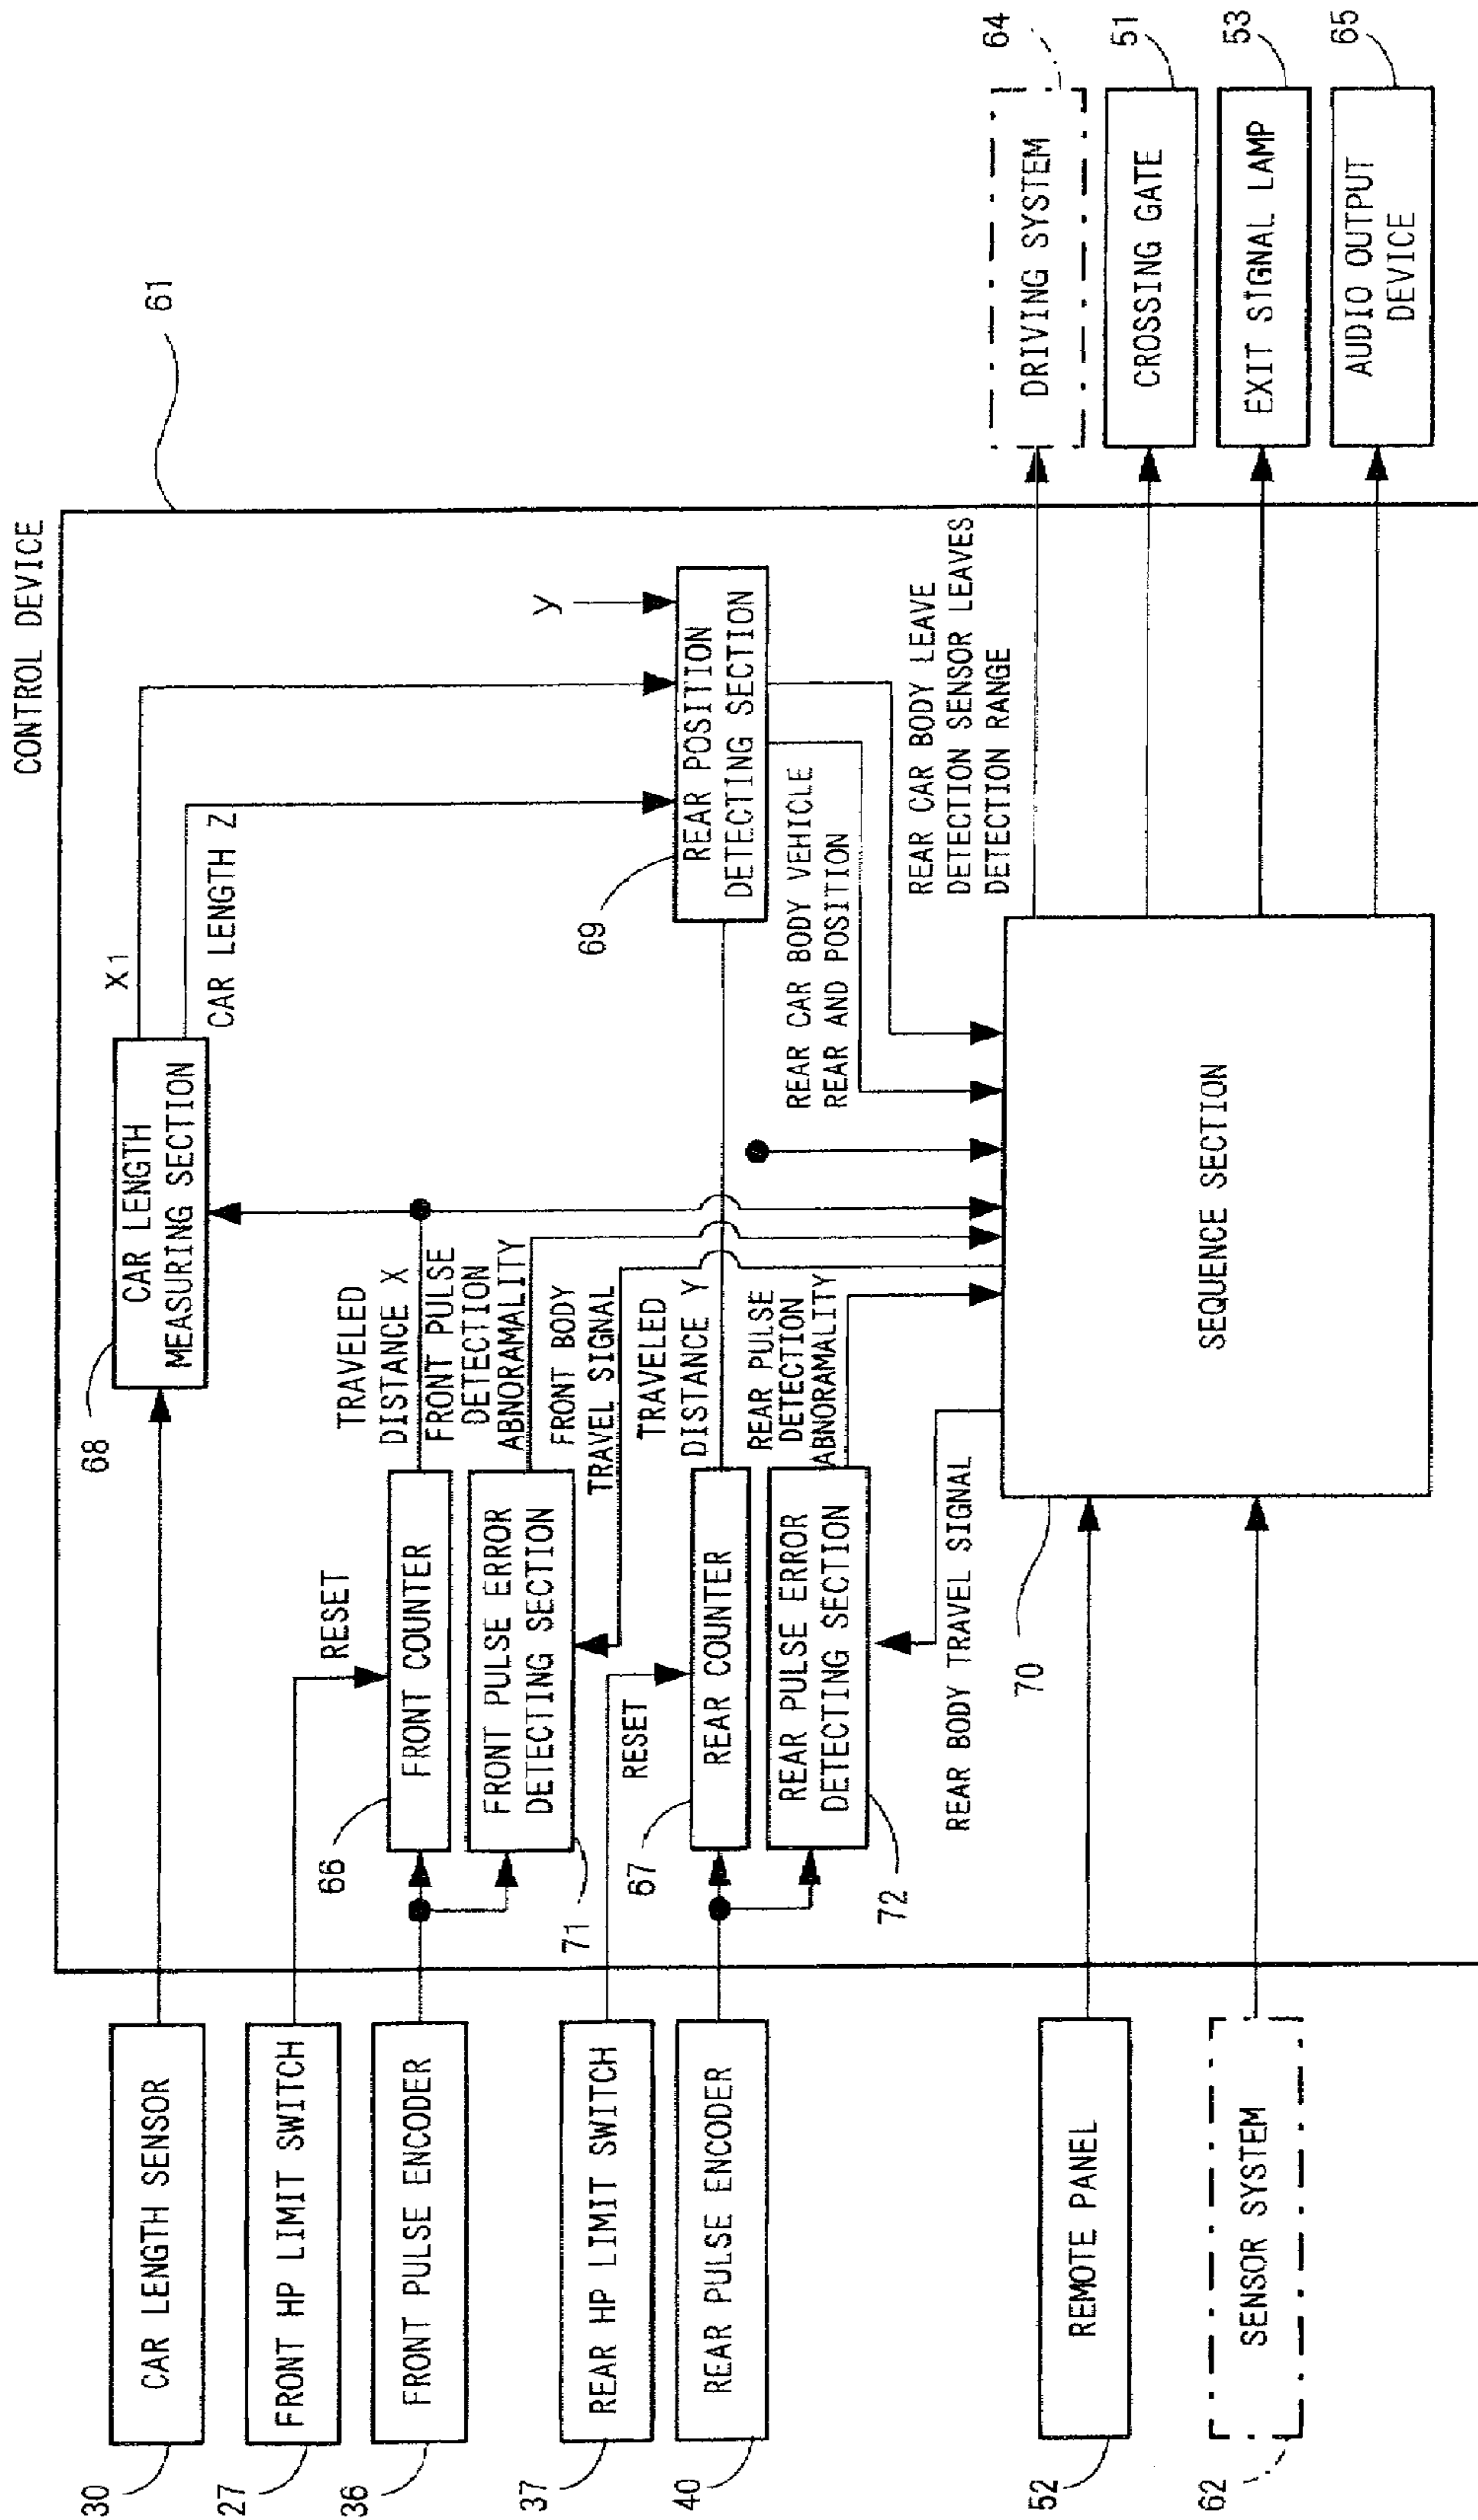 CONTROL DEVICE
61
30
CAR LENGTH SENSOR
27
FRONT HP LIMIT SWITCH
36
FRONT PULSE ENCODER
37
REAR HP LIMIT SWITCH
40
REAR PULSE ENCODER
52
REMOTE PANEL
62
SENSOR SYSTEM
68
CAR LENGTH
MEASURING SECTION
X1
CAR LENGTH Z
RESET
66
FRONT COUNTER
TRAVELED
DISTANCE X
71
FRONT PULSE ERROR
DETECTING SECTION
FRONT PULSE
DETECTION
ABNORAMALITY
FRONT BODY
TRAVEL SIGNAL
RESET
67
REAR COUNTER
TRAVELED
DISTANCE Y
72
REAR PULSE ERROR
DETECTING SECTION
REAR PULSE
DETECTION
ABNORAMALITY
REAR BODY TRAVEL SIGNAL
69
REAR POSITION
DETECTING SECTION
y
REAR CAR BODY VEHICLE
REAR AND POSITION
REAR CAR BODY LEAVE
DETECTION SENSOR LEAVES
DETECTION RANGE
70
SEQUENCE SECTION
64
DRIVING SYSTEM
51
CROSSING GATE
53
EXIT SIGNAL LAMP
65
AUDIO OUTPUT
DEVICE